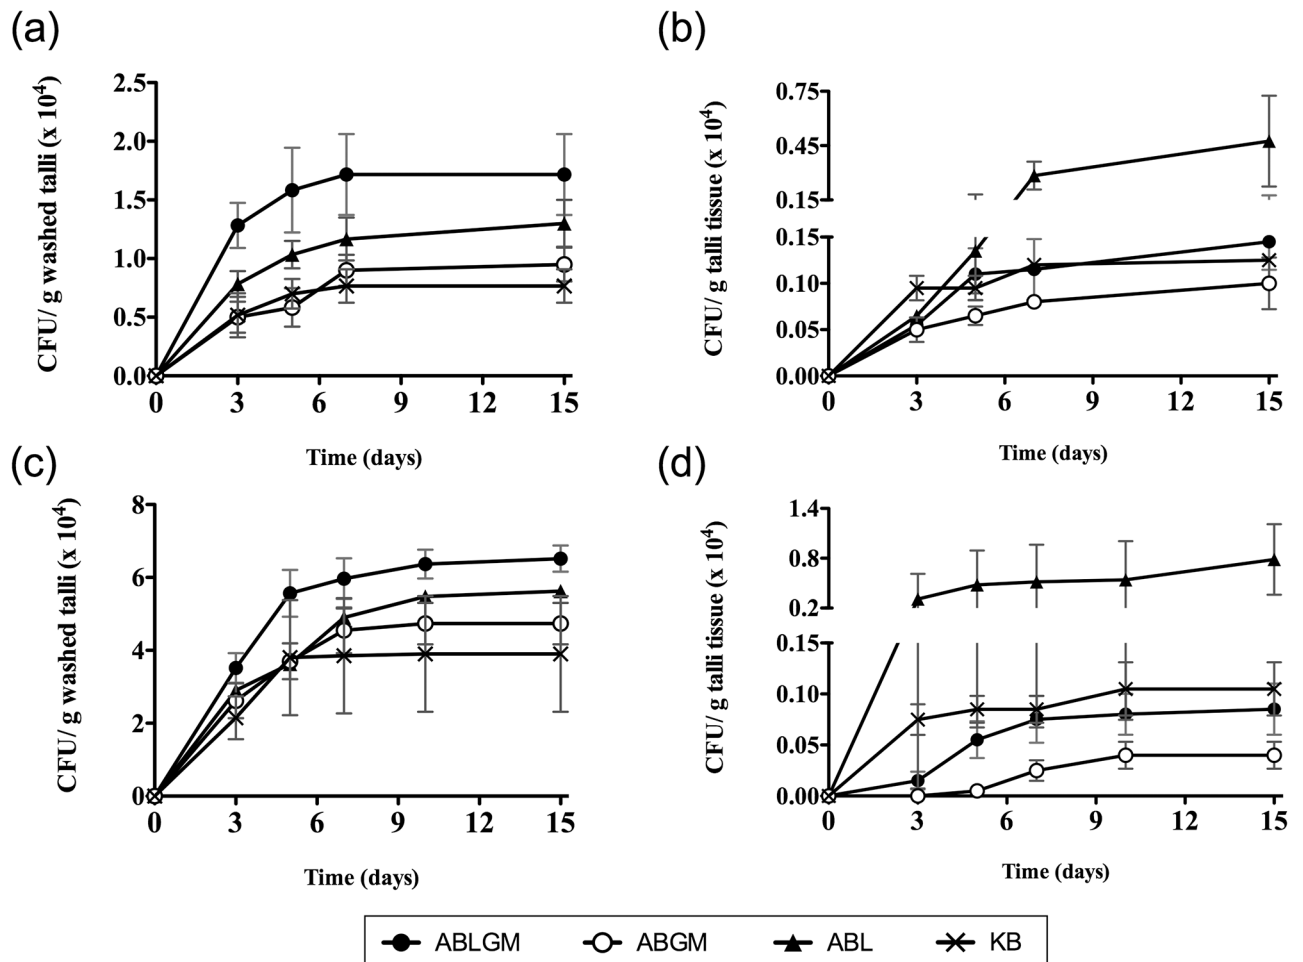 (a)
CFU/ g washed talli (x 10⁴)
2.5
2.0
1.5
1.0
0.5
0.0
0 3 6 9 12 15
Time (days)
(b)
CFU/ g talli tissue (x 10⁴)
0.75
0.45
0.15
0.15
0.10
0.05
0.00
0 3 6 9 12 15
Time (days)
(c)
CFU/ g washed talli (x 10⁴)
8
6
4
2
0
0 3 6 9 12 15
Time (days)
(d)
CFU/ g talli tissue (x 10⁴)
1.4
0.8
0.2
0.15
0.10
0.05
0.00
0 3 6 9 12 15
Time (days)
ABLGM ABGM ABL KB